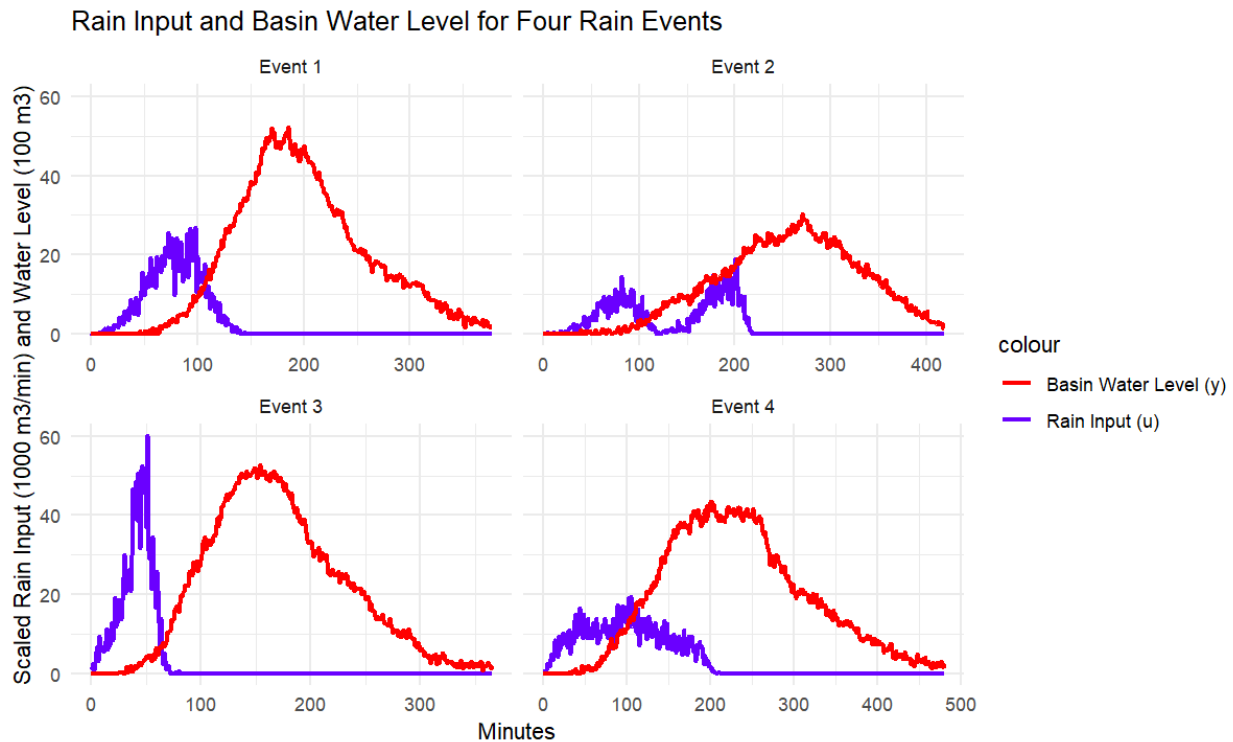 Rain Input and Basin Water Level for Four Rain Events
Scaled Rain Input (1000 m3/min) and Water Level (100 m3)
Event 1
60
40
20
0
0 100 200 300
Event 2
0 100 200 300 400
Event 3
60
40
20
0
0 100 200 300
Event 4
0 100 200 300 400 500
Minutes
colour
Basin Water Level (y)
Rain Input (u)